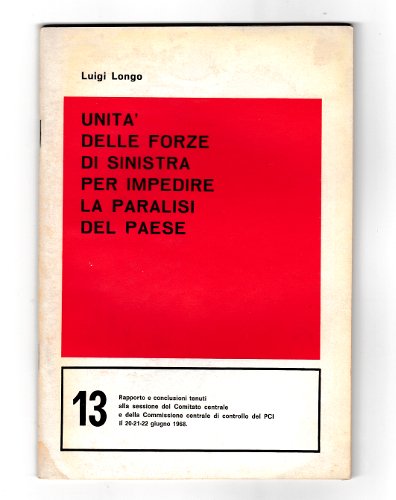 Luigi Longo
UNITA'
DELLE FORZE
DI SINISTRA
PER IMPEDIRE
LA PARALISI
DEL PAESE
13
Rapporto e conclusioni tenuti
alla sessione del Comitato centrale
e della Commissione centrale di controllo del PCI
il 20-21-22 giugno 1968.